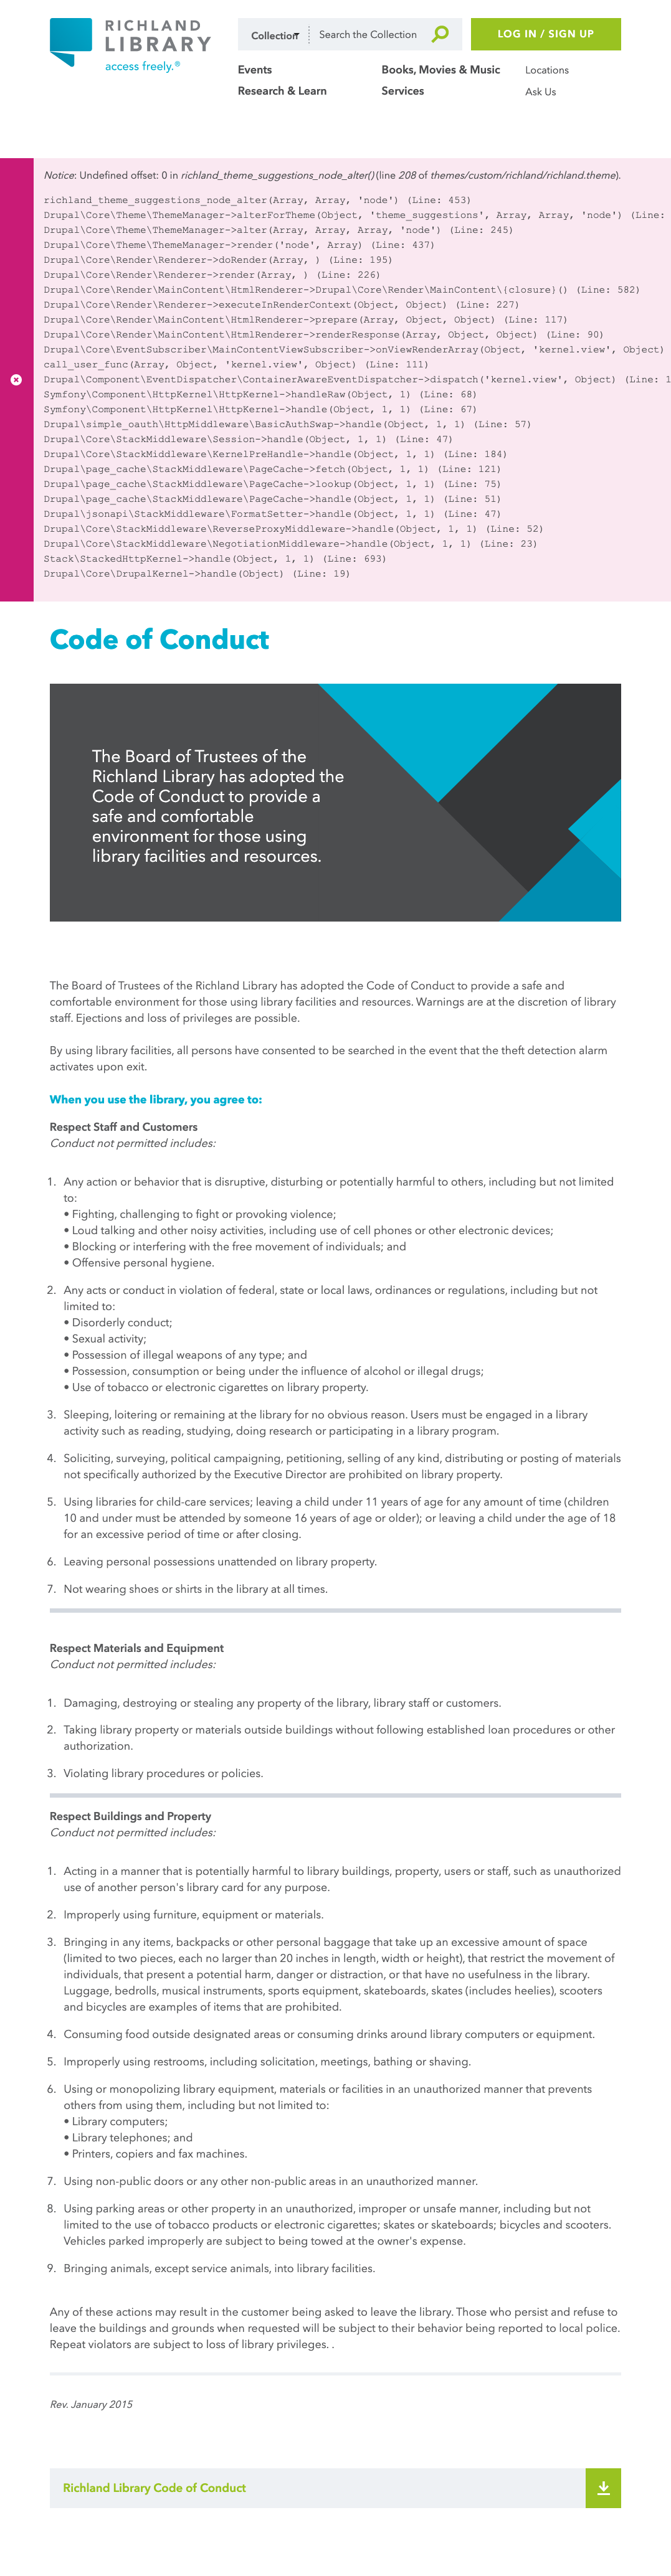 RICHLAND
LIBRARY
access freely.®
Collection
Search the Collection
LOG IN / SIGN UP
Events
Books, Movies & Music
Locations
Research & Learn
Services
Ask Us
Notice: Undefined offset: 0 in richland_theme_suggestions_node_alter() (line 208 of themes/custom/richland/richland.theme).
richland_theme_suggestions_node_alter(Array, Array, 'node') (Line: 453)
Drupal\Core\Theme\ThemeManager->alterForTheme(Object, 'theme_suggestions', Array, Array, 'node') (Line:
Drupal\Core\Theme\ThemeManager->alter(Array, Array, Array, 'node') (Line: 245)
Drupal\Core\Theme\ThemeManager->render('node', Array) (Line: 437)
Drupal\Core\Render\Renderer->doRender(Array, ) (Line: 195)
Drupal\Core\Render\Renderer->render(Array, ) (Line: 226)
Drupal\Core\Render\MainContent\HtmlRenderer->Drupal\Core\Render\MainContent\{closure}() (Line: 582)
Drupal\Core\Render\Renderer->executeInRenderContext(Object, Object) (Line: 227)
Drupal\Core\Render\MainContent\HtmlRenderer->prepare(Array, Object, Object) (Line: 117)
Drupal\Core\Render\MainContent\HtmlRenderer->renderResponse(Array, Object, Object) (Line: 90)
Drupal\Core\EventSubscriber\MainContentViewSubscriber->onViewRenderArray(Object, 'kernel.view', Object)
call_user_func(Array, Object, 'kernel.view', Object) (Line: 111)
Drupal\Component\EventDispatcher\ContainerAwareEventDispatcher->dispatch('kernel.view', Object) (Line: 1
Symfony\Component\HttpKernel\HttpKernel->handleRaw(Object, 1) (Line: 68)
Symfony\Component\HttpKernel\HttpKernel->handle(Object, 1, 1) (Line: 67)
Drupal\simple_oauth\HttpMiddleware\BasicAuthSwap->handle(Object, 1, 1) (Line: 57)
Drupal\Core\StackMiddleware\Session->handle(Object, 1, 1) (Line: 47)
Drupal\Core\StackMiddleware\KernelPreHandle->handle(Object, 1, 1) (Line: 184)
Drupal\page_cache\StackMiddleware\PageCache->fetch(Object, 1, 1) (Line: 121)
Drupal\page_cache\StackMiddleware\PageCache->lookup(Object, 1, 1) (Line: 75)
Drupal\page_cache\StackMiddleware\PageCache->handle(Object, 1, 1) (Line: 51)
Drupal\jsonapi\StackMiddleware\FormatSetter->handle(Object, 1, 1) (Line: 47)
Drupal\Core\StackMiddleware\ReverseProxyMiddleware->handle(Object, 1, 1) (Line: 52)
Drupal\Core\StackMiddleware\NegotiationMiddleware->handle(Object, 1, 1) (Line: 23)
Stack\StackedHttpKernel->handle(Object, 1, 1) (Line: 693)
Drupal\Core\DrupalKernel->handle(Object) (Line: 19)
Code of Conduct
The Board of Trustees of the
Richland Library has adopted the
Code of Conduct to provide a
safe and comfortable
environment for those using
library facilities and resources.
The Board of Trustees of the Richland Library has adopted the Code of Conduct to provide a safe and
comfortable environment for those using library facilities and resources. Warnings are at the discretion of library
staff. Ejections and loss of privileges are possible.
By using library facilities, all persons have consented to be searched in the event that the theft detection alarm
activates upon exit.
When you use the library, you agree to:
Respect Staff and Customers
Conduct not permitted includes:
1. Any action or behavior that is disruptive, disturbing or potentially harmful to others, including but not limited
to:
• Fighting, challenging to fight or provoking violence;
• Loud talking and other noisy activities, including use of cell phones or other electronic devices;
• Blocking or interfering with the free movement of individuals; and
• Offensive personal hygiene.
2. Any acts or conduct in violation of federal, state or local laws, ordinances or regulations, including but not
limited to:
• Disorderly conduct;
• Sexual activity;
• Possession of illegal weapons of any type; and
• Possession, consumption or being under the influence of alcohol or illegal drugs;
• Use of tobacco or electronic cigarettes on library property.
3. Sleeping, loitering or remaining at the library for no obvious reason. Users must be engaged in a library
activity such as reading, studying, doing research or participating in a library program.
4. Soliciting, surveying, political campaigning, petitioning, selling of any kind, distributing or posting of materials
not specifically authorized by the Executive Director are prohibited on library property.
5. Using libraries for child-care services; leaving a child under 11 years of age for any amount of time (children
10 and under must be attended by someone 16 years of age or older); or leaving a child under the age of 18
for an excessive period of time or after closing.
6. Leaving personal possessions unattended on library property.
7. Not wearing shoes or shirts in the library at all times.
Respect Materials and Equipment
Conduct not permitted includes:
1. Damaging, destroying or stealing any property of the library, library staff or customers.
2. Taking library property or materials outside buildings without following established loan procedures or other
authorization.
3. Violating library procedures or policies.
Respect Buildings and Property
Conduct not permitted includes:
1. Acting in a manner that is potentially harmful to library buildings, property, users or staff, such as unauthorized
use of another person's library card for any purpose.
2. Improperly using furniture, equipment or materials.
3. Bringing in any items, backpacks or other personal baggage that take up an excessive amount of space
(limited to two pieces, each no larger than 20 inches in length, width or height), that restrict the movement of
individuals, that present a potential harm, danger or distraction, or that have no usefulness in the library.
Luggage, bedrolls, musical instruments, sports equipment, skateboards, skates (includes heelies), scooters
and bicycles are examples of items that are prohibited.
4. Consuming food outside designated areas or consuming drinks around library computers or equipment.
5. Improperly using restrooms, including solicitation, meetings, bathing or shaving.
6. Using or monopolizing library equipment, materials or facilities in an unauthorized manner that prevents
others from using them, including but not limited to:
• Library computers;
• Library telephones; and
• Printers, copiers and fax machines.
7. Using non-public doors or any other non-public areas in an unauthorized manner.
8. Using parking areas or other property in an unauthorized, improper or unsafe manner, including but not
limited to the use of tobacco products or electronic cigarettes; skates or skateboards; bicycles and scooters.
Vehicles parked improperly are subject to being towed at the owner's expense.
9. Bringing animals, except service animals, into library facilities.
Any of these actions may result in the customer being asked to leave the library. Those who persist and refuse to
leave the buildings and grounds when requested will be subject to their behavior being reported to local police.
Repeat violators are subject to loss of library privileges. .
Rev. January 2015
Richland Library Code of Conduct